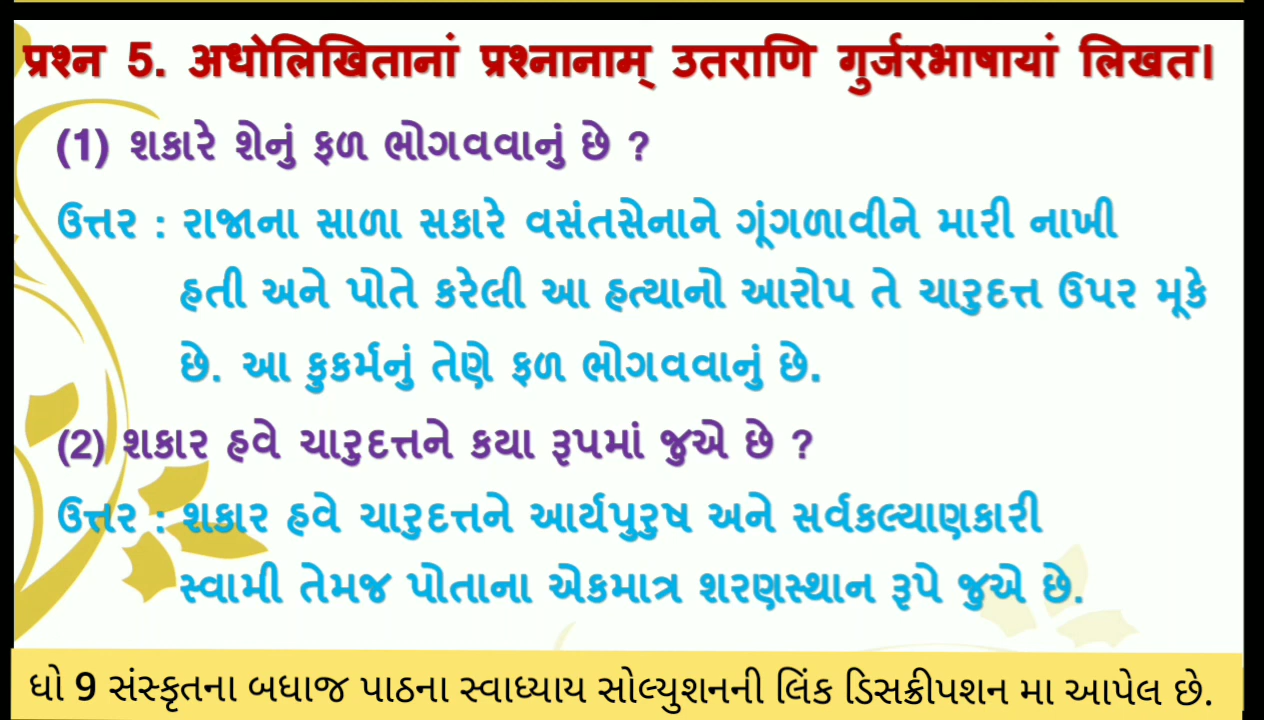 प्रश्न 5. अधोलिखितानां प्रश्नानाम् उतराणि गुर्जरभाषायां लिखत।
(1) શકારે શેનું ફળ ભોગવવાનું છે ?
ઉત્તર : રાજાના સાળા સકારે વસંતસેનાને ગૂંગળાવીને મારી નાખી
હતી અને પોતે કરેલી આ હત્યાનો આરોપ તે ચારુદત્ત ઉપર મૂકે
છે. આ કુકર્મનું તેણે ફળ ભોગવવાનું છે.
(2) શકાર હવે ચારુદત્તને કયા રૂપમાં જુએ છે ?
ઉત્તર : શકાર હવે ચારુદત્તને આર્યપુરુષ અને સર્વકલ્યાણકારી
સ્વામી તેમજ પોતાના એકમાત્ર શરણસ્થાન રૂપે જુએ છે.
ધો 9 સંસ્કૃતના બધાજ પાઠના સ્વાધ્યાય સોલ્યુશનની લિંક ડિસક્રીપશન મા આપેલ છે.